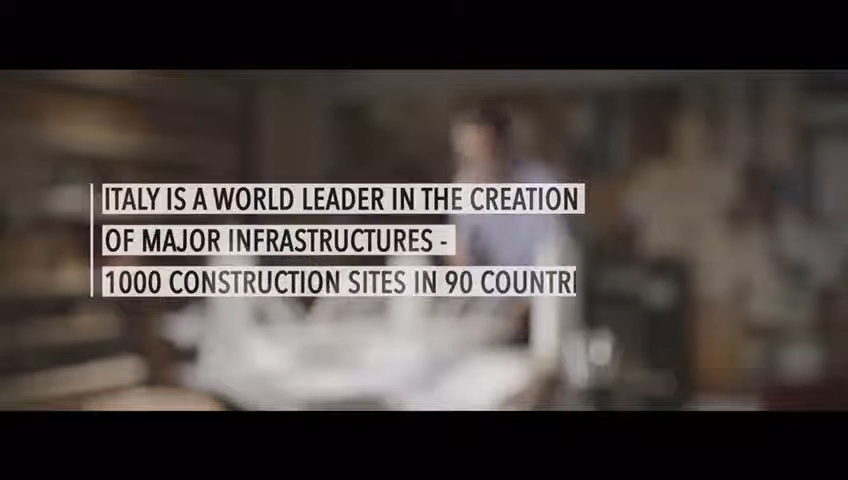 ITALY IS A WORLD LEADER IN THE CREATION
OF MAJOR INFRASTRUCTURES -
1000 CONSTRUCTION SITES IN 90 COUNTRI